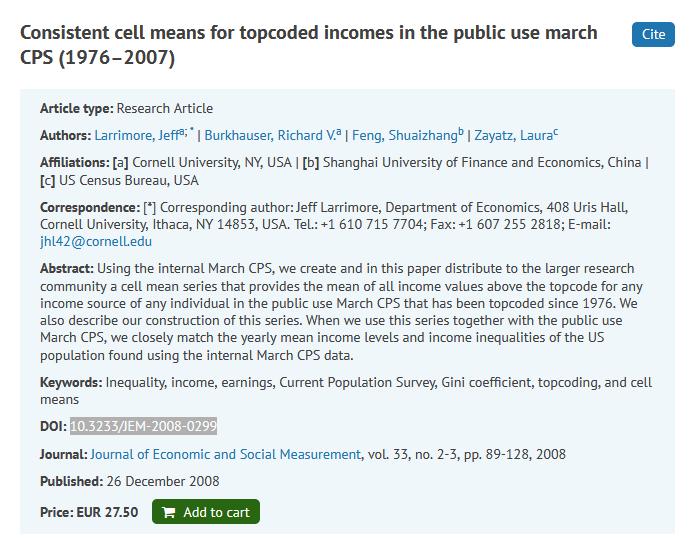 Consistent cell means for topcoded incomes in the public use march
CPS (1976–2007)
Cite
Article type: Research Article
Authors: Larrimore, Jeffa; * | Burkhauser, Richard V.a | Feng, Shuaizhangb | Zayatz, Laurac
Affiliations: [a] Cornell University, NY, USA | [b] Shanghai University of Finance and Economics, China |
[c] US Census Bureau, USA
Correspondence: [*] Corresponding author: Jeff Larrimore, Department of Economics, 408 Uris Hall,
Cornell University, Ithaca, NY 14853, USA. Tel.: +1 610 715 7704; Fax: +1 607 255 2818; E-mail:
jhl42@cornell.edu
Abstract: Using the internal March CPS, we create and in this paper distribute to the larger research
community a cell mean series that provides the mean of all income values above the topcode for any
income source of any individual in the public use March CPS that has been topcoded since 1976. We
also describe our construction of this series. When we use this series together with the public use
March CPS, we closely match the yearly mean income levels and income inequalities of the US
population found using the internal March CPS data.
Keywords: Inequality, income, earnings, Current Population Survey, Gini coefficient, topcoding, and cell
means
DOI: 10.3233/JEM-2008-0299
Journal: Journal of Economic and Social Measurement, vol. 33, no. 2-3, pp. 89-128, 2008
Published: 26 December 2008
Price: EUR 27.50
Add to cart